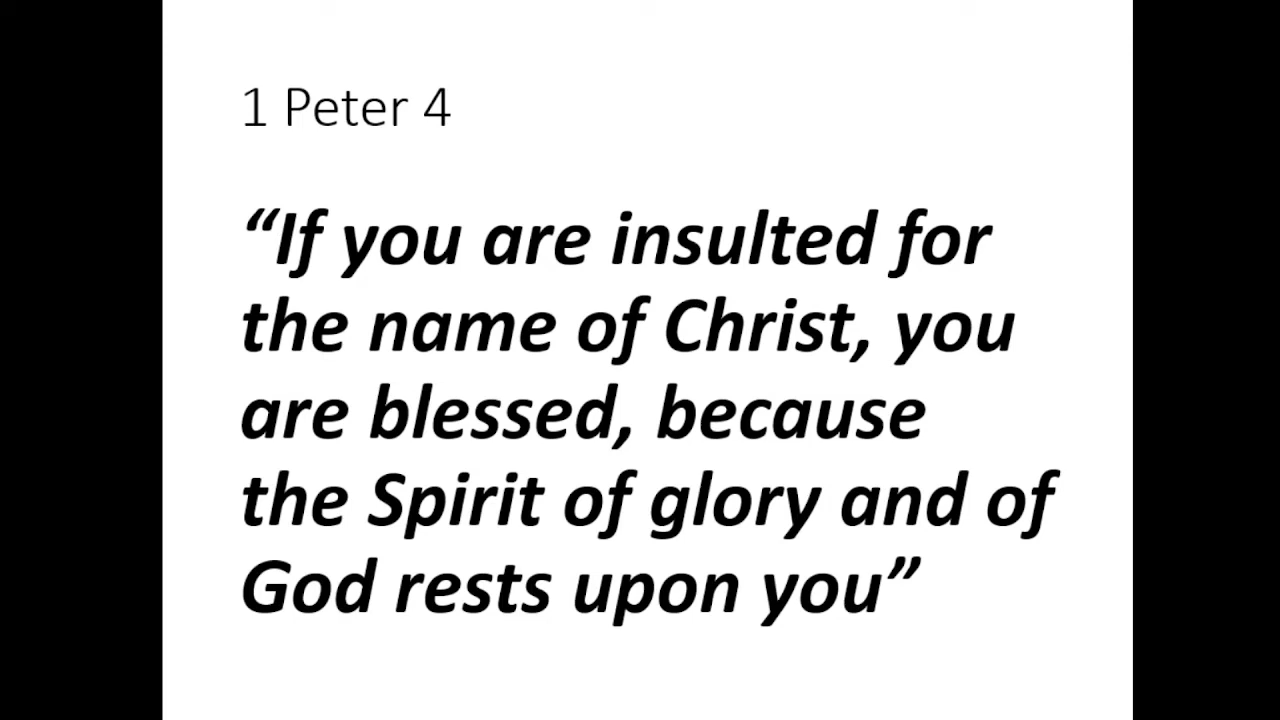 1 Peter 4
“If you are insulted for
the name of Christ, you
are blessed, because
the Spirit of glory and of
God rests upon you”